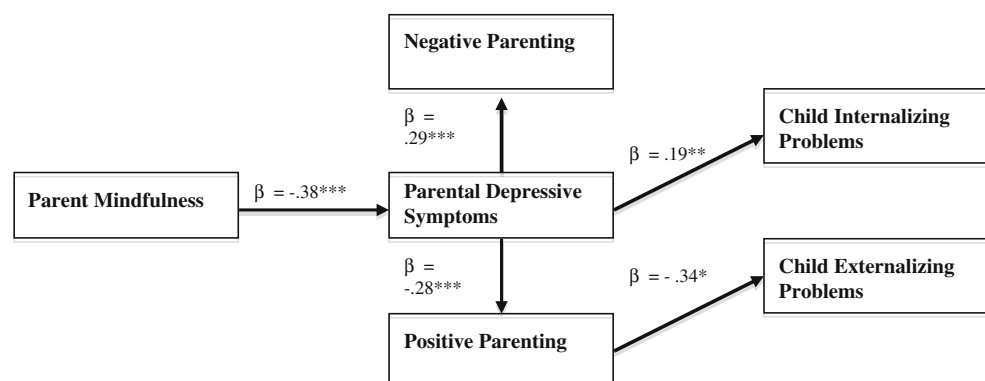 Negative Parenting
β =
.29***
Child Internalizing
Problems
β = .19**
Parent Mindfulness
β = -.38***
Parental Depressive
Symptoms
β =
-.28***
β = - .34*
Child Externalizing
Problems
Positive Parenting